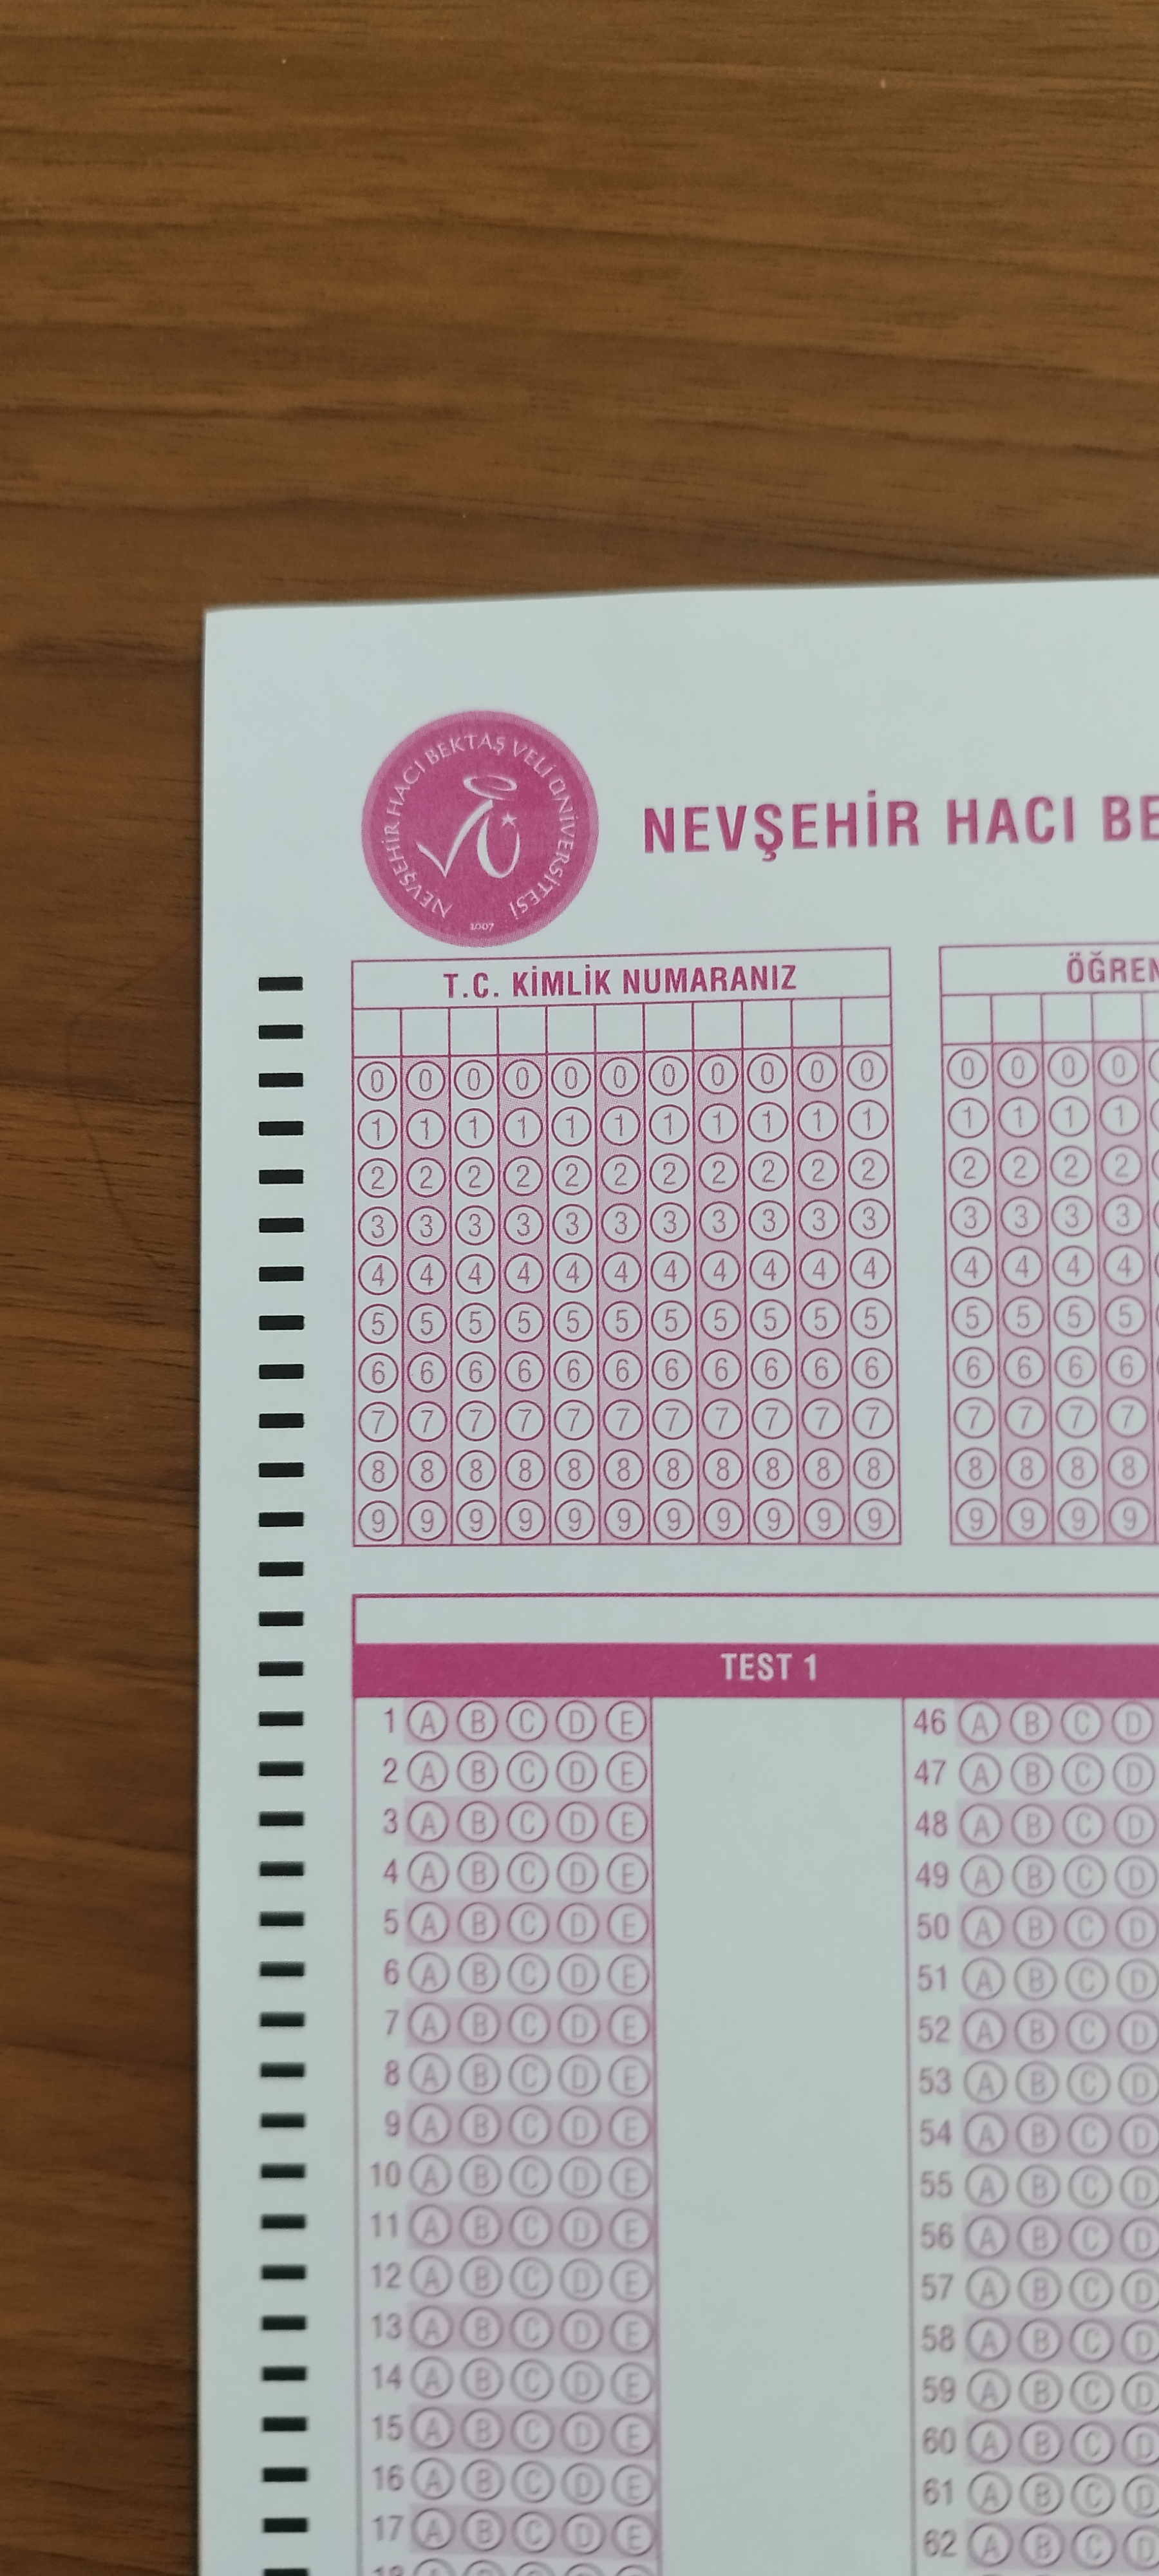 NEVŞEHİR HACI BEKTAŞ VELİ ÜNİVERSİTESİ
2007
NEVŞEHİR HACI BE
T.C. KİMLİK NUMARANIZ ÖĞREN
0 0 0 0 0 0 0 0 0 0 0 0 0 0 0
1 1 1 1 1 1 1 1 1 1 1 1 1 1 1
2 2 2 2 2 2 2 2 2 2 2 2 2 2 2
3 3 3 3 3 3 3 3 3 3 3 3 3 3 3
4 4 4 4 4 4 4 4 4 4 4 4 4 4 4
5 5 5 5 5 5 5 5 5 5 5 5 5 5 5
6 6 6 6 6 6 6 6 6 6 6 6 6 6 6
7 7 7 7 7 7 7 7 7 7 7 7 7 7 7
8 8 8 8 8 8 8 8 8 8 8 8 8 8 8
9 9 9 9 9 9 9 9 9 9 9 9 9 9 9
TEST 1
1 A B C D E 46 A B C D
2 A B C D E 47 A B C D
3 A B C D E 48 A B C D
4 A B C D E 49 A B C D
5 A B C D E 50 A B C D
6 A B C D E 51 A B C D
7 A B C D E 52 A B C D
8 A B C D E 53 A B C D
9 A B C D E 54 A B C D
10 A B C D E 55 A B C D
11 A B C D E 56 A B C D
12 A B C D E 57 A B C D
13 A B C D E 58 A B C D
14 A B C D E 59 A B C D
15 A B C D E 60 A B C D
16 A B C D E 61 A B C D
17 A B C D E 62 A B C D
18